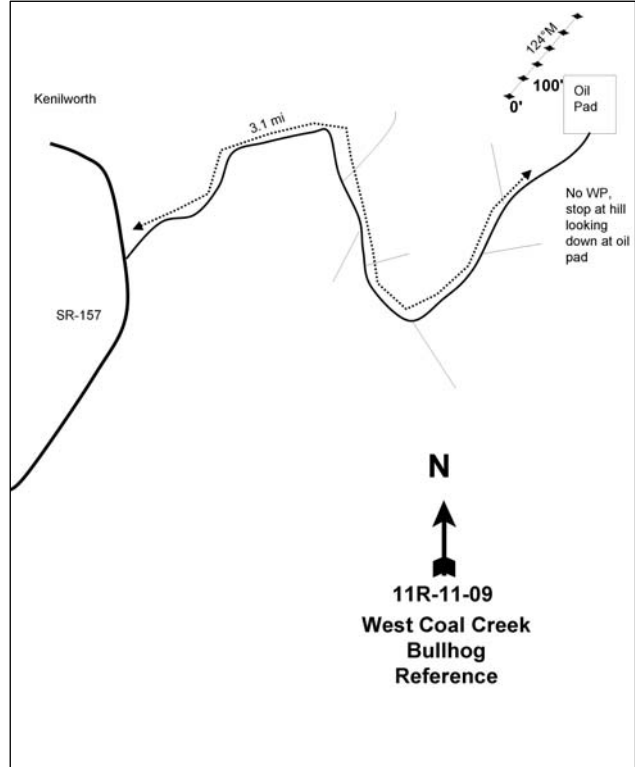 124°M
100'
0'
Oil
Pad
Kenilworth
3.1 mi
No WP,
stop at hill
looking
down at oil
pad
SR-157
N
11R-11-09
West Coal Creek
Bullhog
Reference